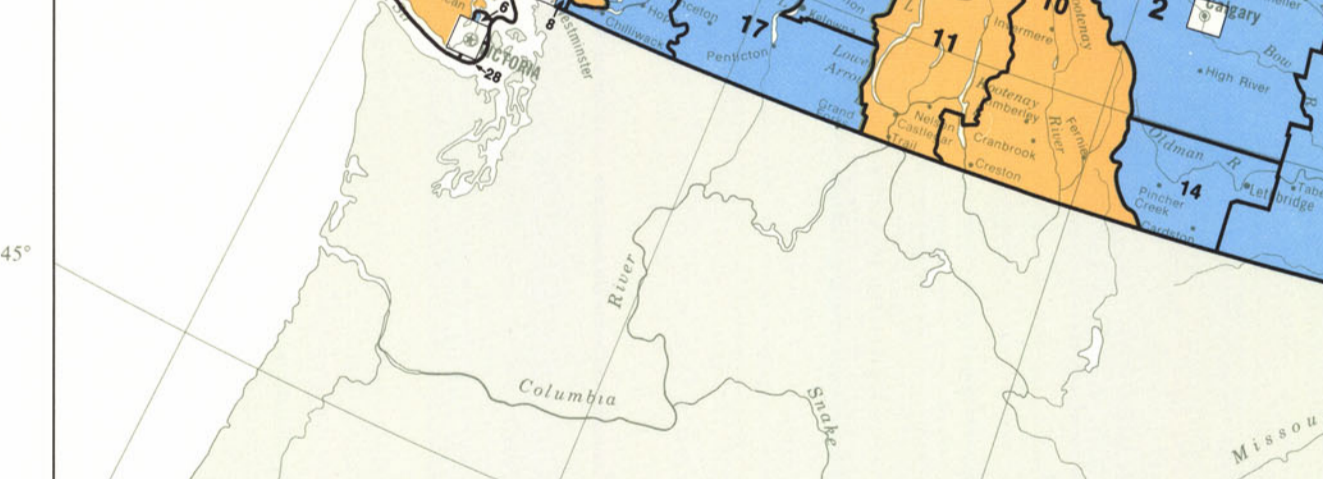 6
8
28
VICTORIA
Hope
Chilliwack
17
Penticton
Kelowna
L
Lower
Arrow
Grand
Forks
11
10
Invermere
Kootenay
Kootenay
Kimberley
Nelson
Castlegar
Trail
Cranbrook
Creston
River
Fernie
2
Calgary
Bow
High River
R
Oldman R
14
Lethbridge
Taber
Pincher
Creek
Cardston
45°
River
Columbia
Snake
Missou